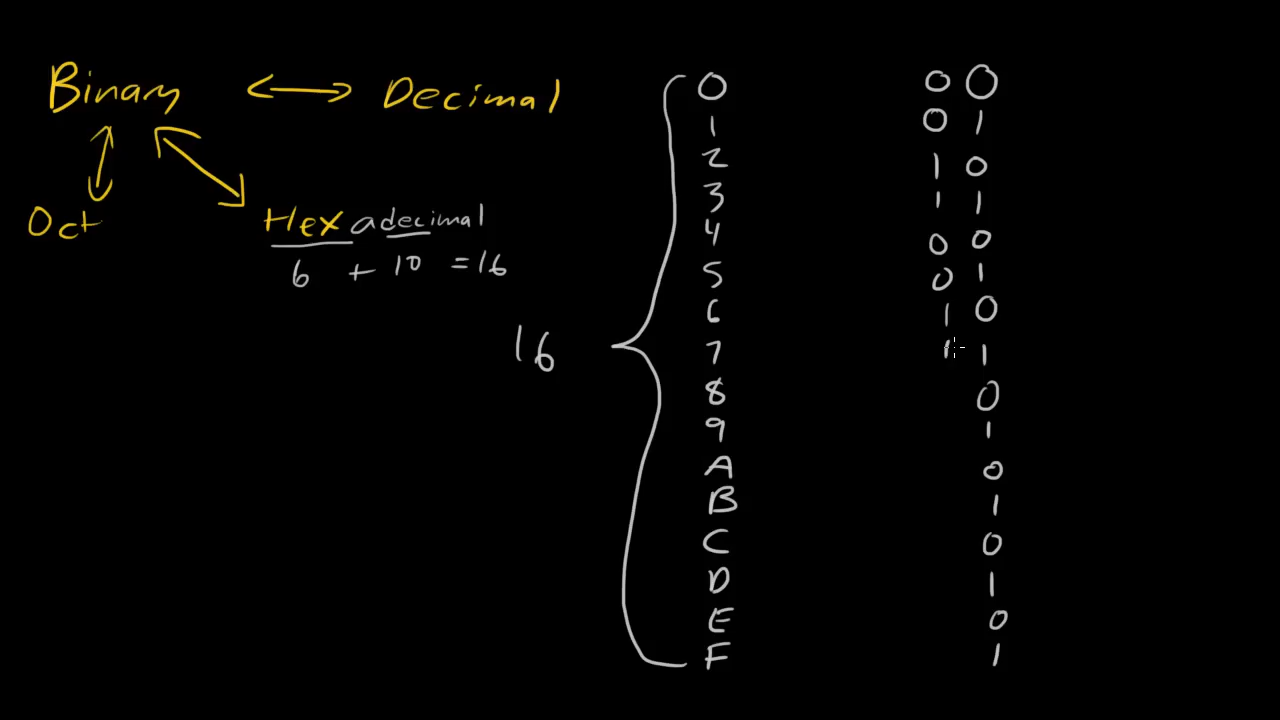 Binary ↔ Decimal
Oct
Hexadecimal
6 + 10 = 16
16
0 0 0
1 0 1
2 1 0
3 1 1
4 0 0
5 0 1
6 1 0
7 1 1
8 0
9 1
A 0
B 1
C 0
D 1
E 0
F 1